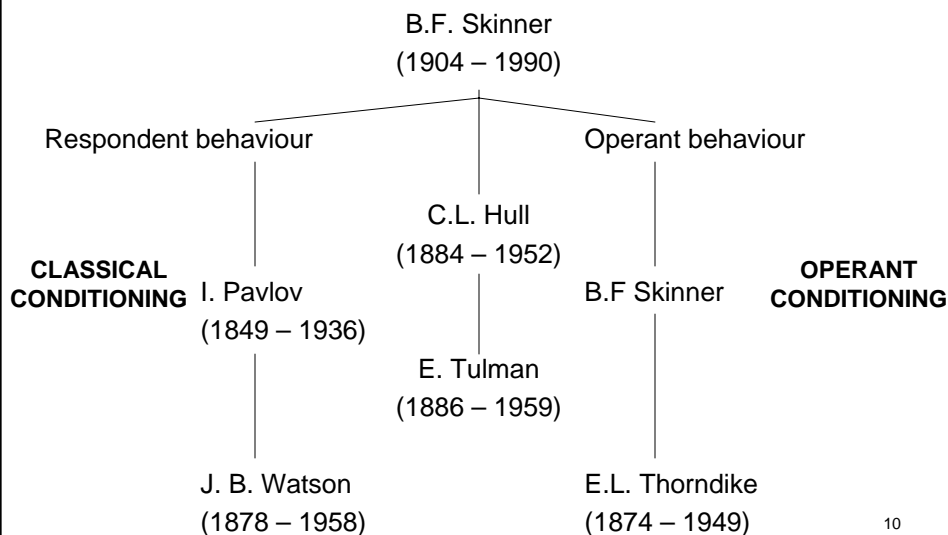 B.F. Skinner
(1904 – 1990)
Respondent behaviour
Operant behaviour
C.L. Hull
(1884 – 1952)
CLASSICAL
CONDITIONING
I. Pavlov
(1849 – 1936)
B.F Skinner
OPERANT
CONDITIONING
E. Tulman
(1886 – 1959)
J. B. Watson
(1878 – 1958)
E.L. Thorndike
(1874 – 1949)
10